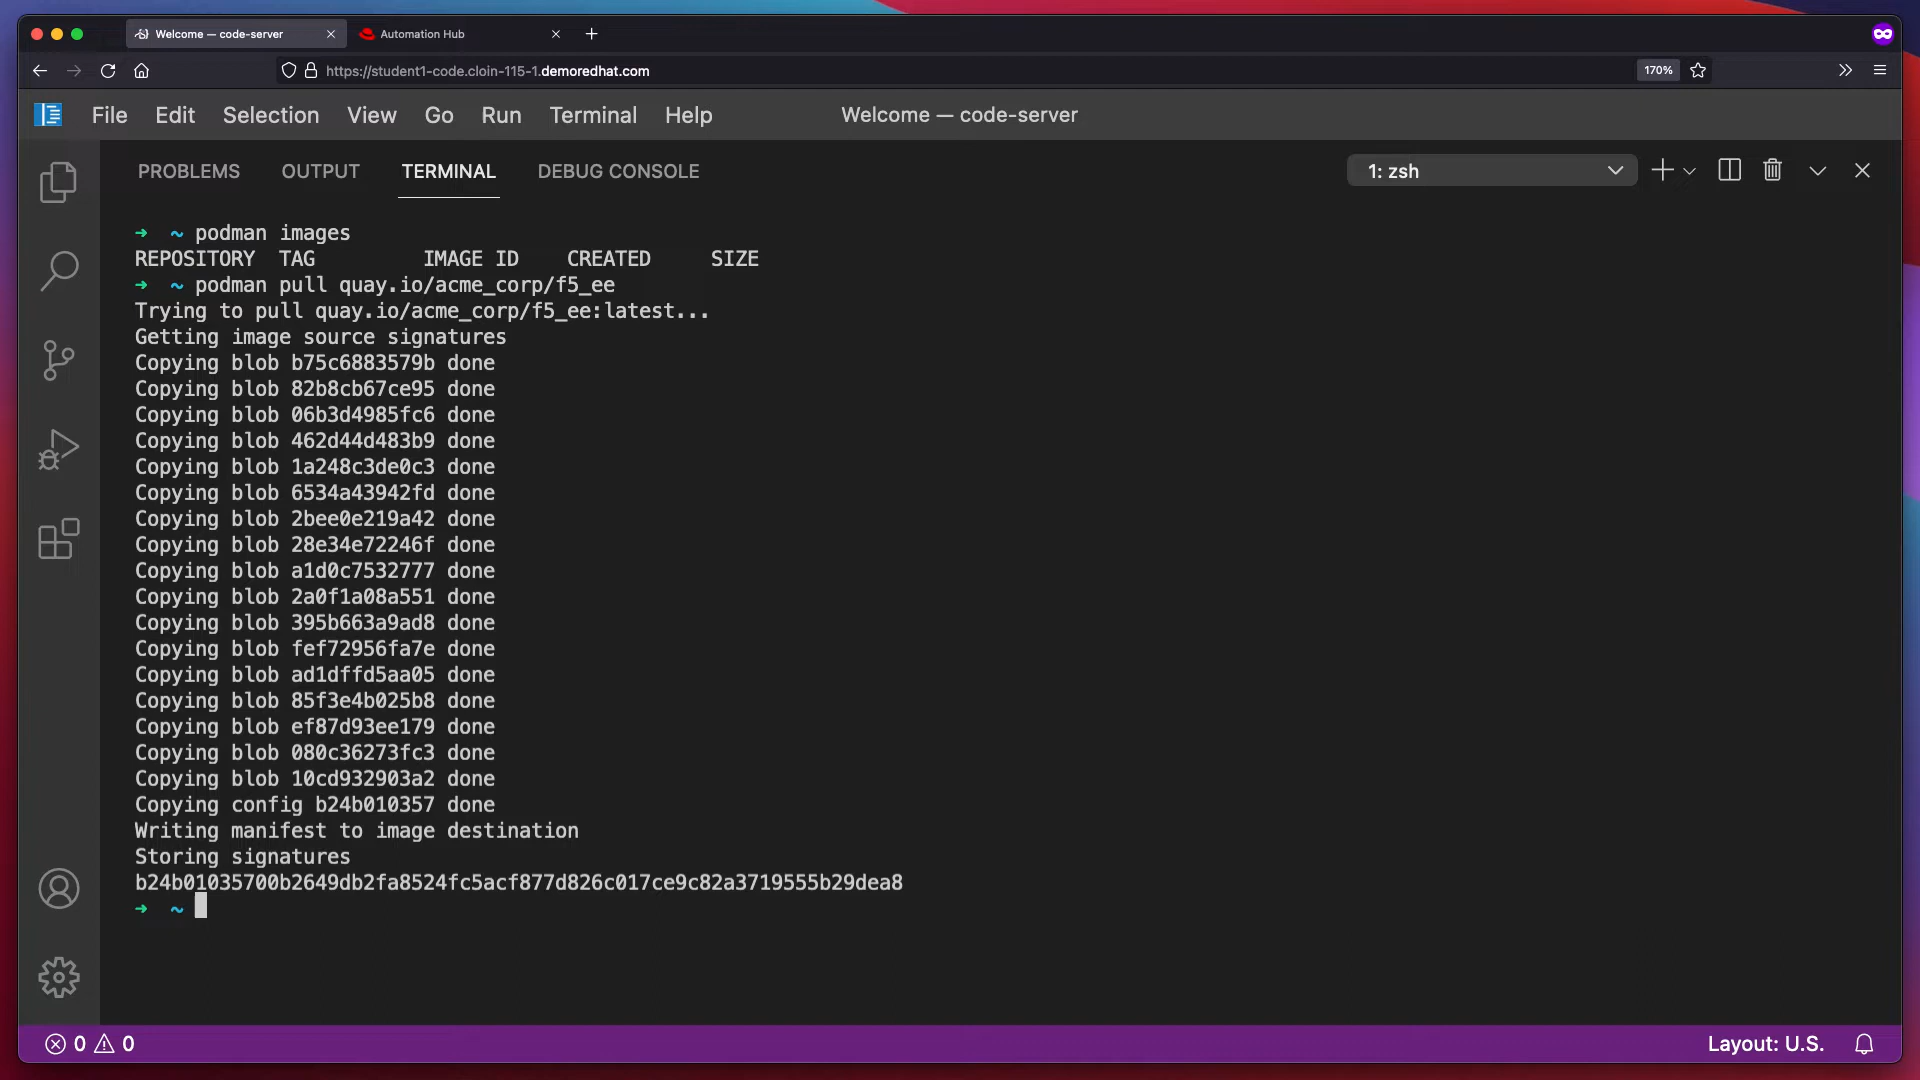 Welcome — code-server
Automation Hub
https://student1-code.cloin-115-1.demoredhat.com
170%
File Edit Selection View Go Run Terminal Help
Welcome — code-server
PROBLEMS OUTPUT TERMINAL DEBUG CONSOLE
1: zsh
➜ ~ podman images
REPOSITORY TAG IMAGE ID CREATED SIZE
➜ ~ podman pull quay.io/acme_corp/f5_ee
Trying to pull quay.io/acme_corp/f5_ee:latest...
Getting image source signatures
Copying blob b75c6883579b done
Copying blob 82b8cb67ce95 done
Copying blob 06b3d4985fc6 done
Copying blob 462d44d483b9 done
Copying blob 1a248c3de0c3 done
Copying blob 6534a43942fd done
Copying blob 2bee0e219a42 done
Copying blob 28e34e72246f done
Copying blob a1d0c7532777 done
Copying blob 2a0f1a08a551 done
Copying blob 395b663a9ad8 done
Copying blob fef72956fa7e done
Copying blob ad1dffd5aa05 done
Copying blob 85f3e4b025b8 done
Copying blob ef87d93ee179 done
Copying blob 080c36273fc3 done
Copying blob 10cd932903a2 done
Copying config b24b010357 done
Writing manifest to image destination
Storing signatures
b24b01035700b2649db2fa8524fc5acf877d826c017ce9c82a3719555b29dea8
➜ ~
0 0
Layout: U.S.